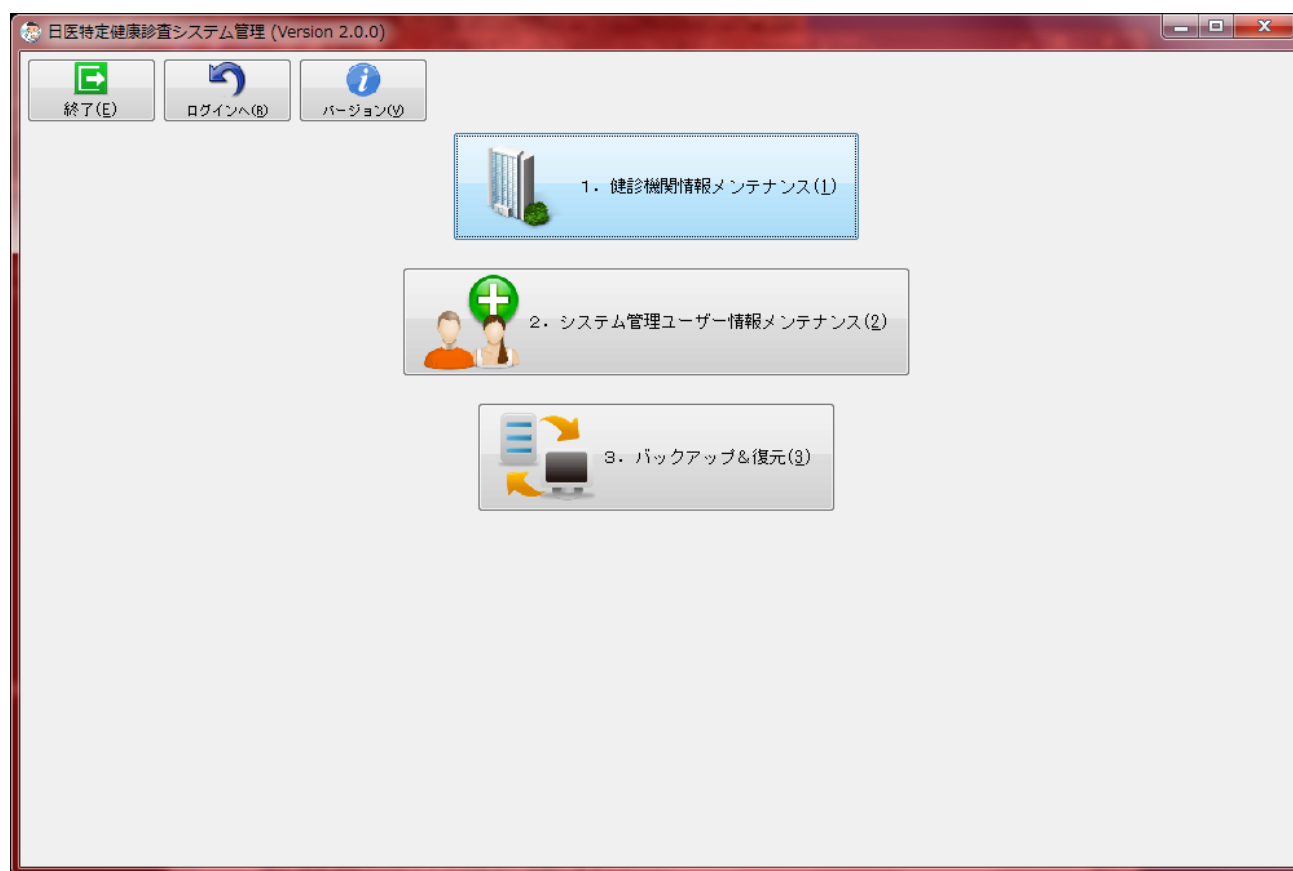 日医特定健康診査システム管理 (Version 2.0.0)
終了(E)
ログインへ(R)
バージョン(V)
1．健診機関情報メンテナンス(1)
2．システム管理ユーザー情報メンテナンス(2)
3．バックアップ&復元(3)